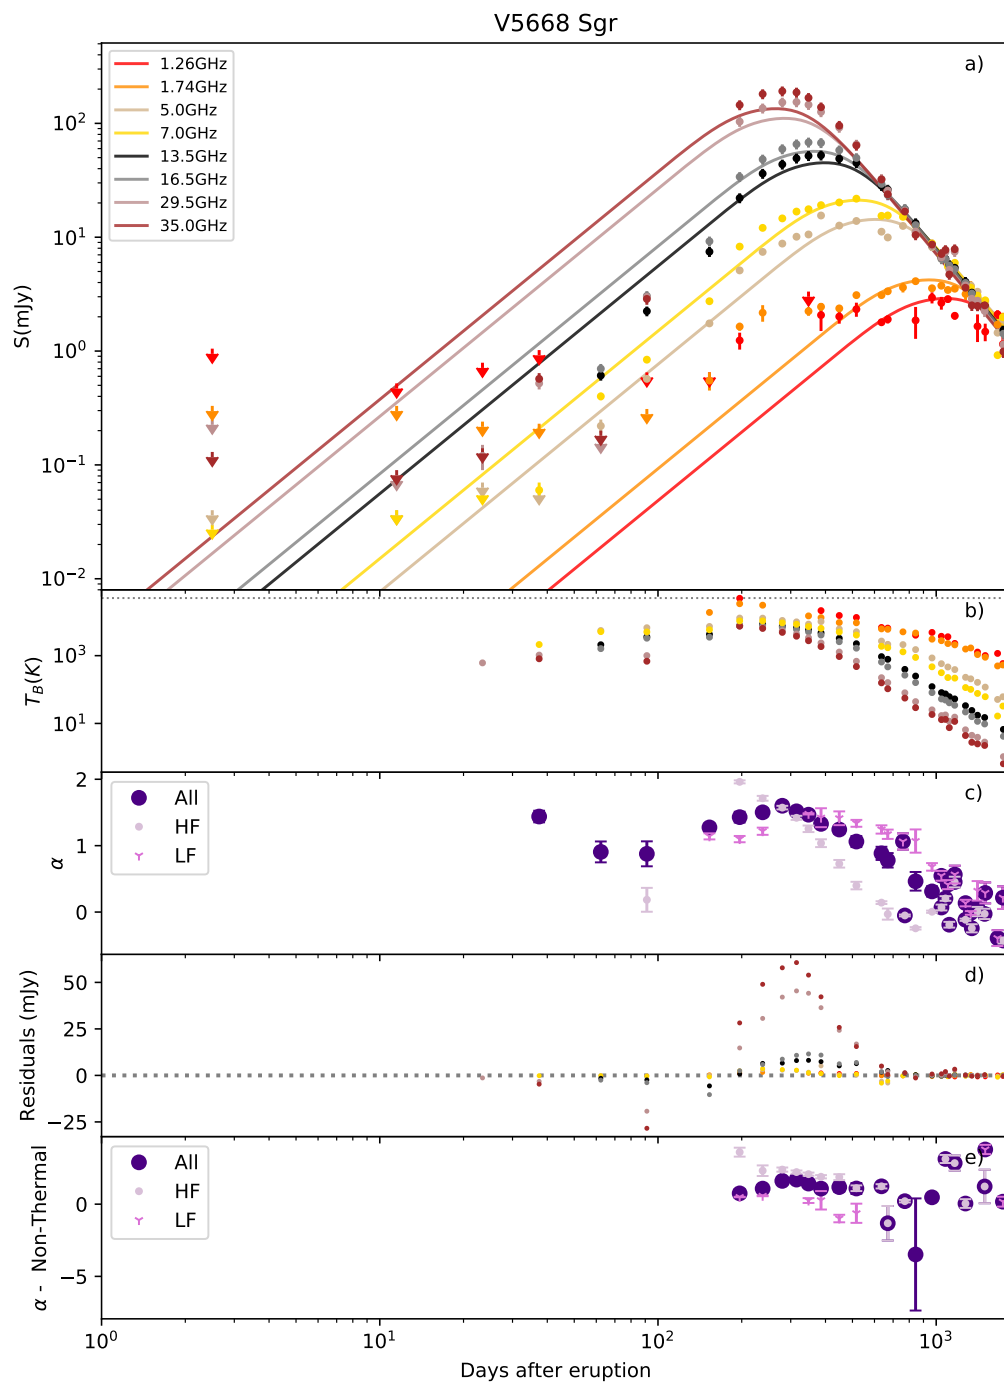 V5668 Sgr
a)
1.26GHz
1.74GHz
5.0GHz
7.0GHz
13.5GHz
16.5GHz
29.5GHz
35.0GHz
S(mJy)
10²
10¹
10⁰
10⁻¹
10⁻²
b)
T_B(K)
10³
10¹
c)
All
HF
LF
α
2
1
0
d)
Residuals (mJy)
50
25
0
−25
e)
All
HF
LF
α - Non-Thermal
0
−5
10⁰ 10¹ 10² 10³
Days after eruption